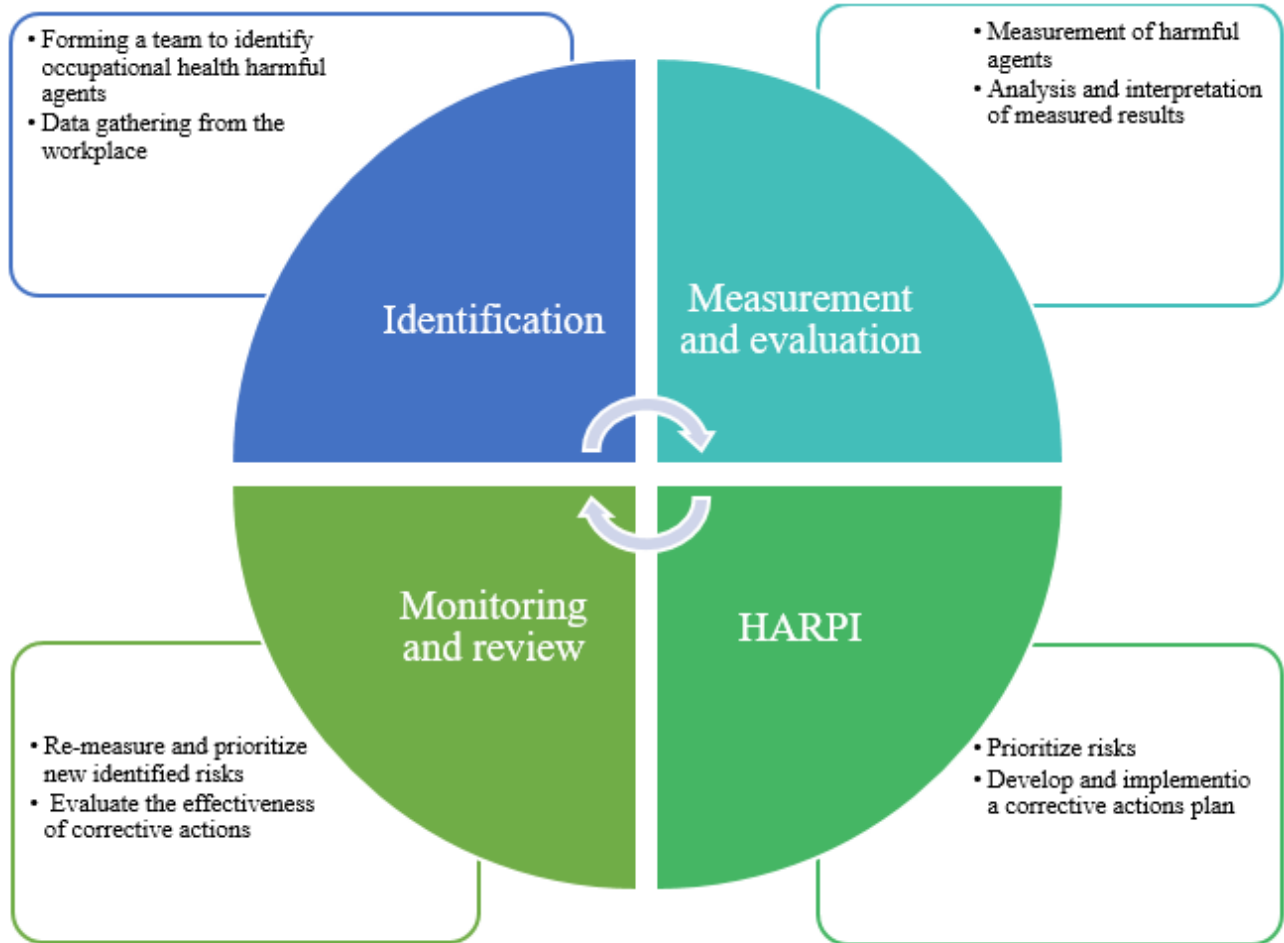 • Forming a team to identify
occupational health harmful
agents
• Data gathering from the
workplace
• Measurement of harmful
agents
• Analysis and interpretation
of measured results
Identification
Measurement
and evaluation
Monitoring
and review
HARPI
• Re-measure and prioritize
new identified risks
• Evaluate the effectiveness
of corrective actions
• Prioritize risks
• Develop and implementio
a corrective actions plan